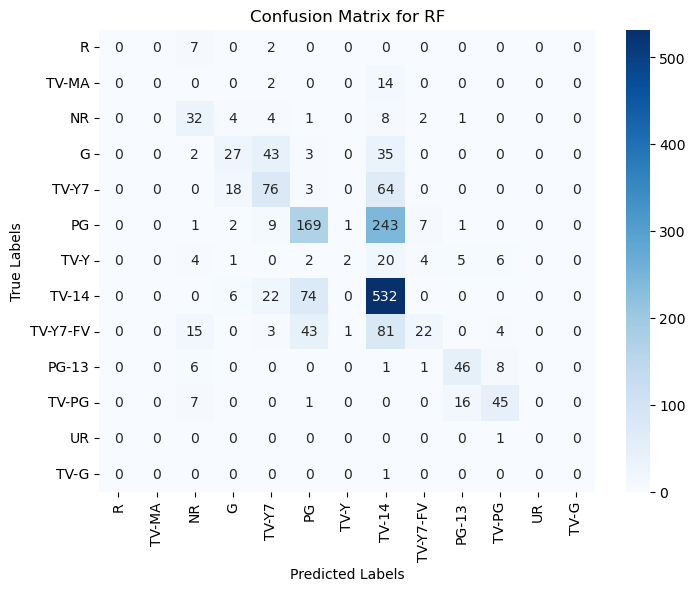 Confusion Matrix for RF
True Labels
R 0 0 7 0 2 0 0 0 0 0 0 0 0
TV-MA 0 0 0 0 2 0 0 14 0 0 0 0 0
NR 0 0 32 4 4 1 0 8 2 1 0 0 0
G 0 0 2 27 43 3 0 35 0 0 0 0 0
TV-Y7 0 0 0 18 76 3 0 64 0 0 0 0 0
PG 0 0 1 2 9 169 1 243 7 1 0 0 0
TV-Y 0 0 4 1 0 2 2 20 4 5 6 0 0
TV-14 0 0 0 6 22 74 0 532 0 0 0 0 0
TV-Y7-FV 0 0 15 0 3 43 1 81 22 0 4 0 0
PG-13 0 0 6 0 0 0 0 1 1 46 8 0 0
TV-PG 0 0 7 0 0 1 0 0 0 16 45 0 0
UR 0 0 0 0 0 0 0 0 0 0 1 0 0
TV-G 0 0 0 0 0 0 0 1 0 0 0 0 0
R TV-MA NR G TV-Y7 PG TV-Y TV-14 TV-Y7-FV PG-13 TV-PG UR TV-G
Predicted Labels
500
400
300
200
100
0